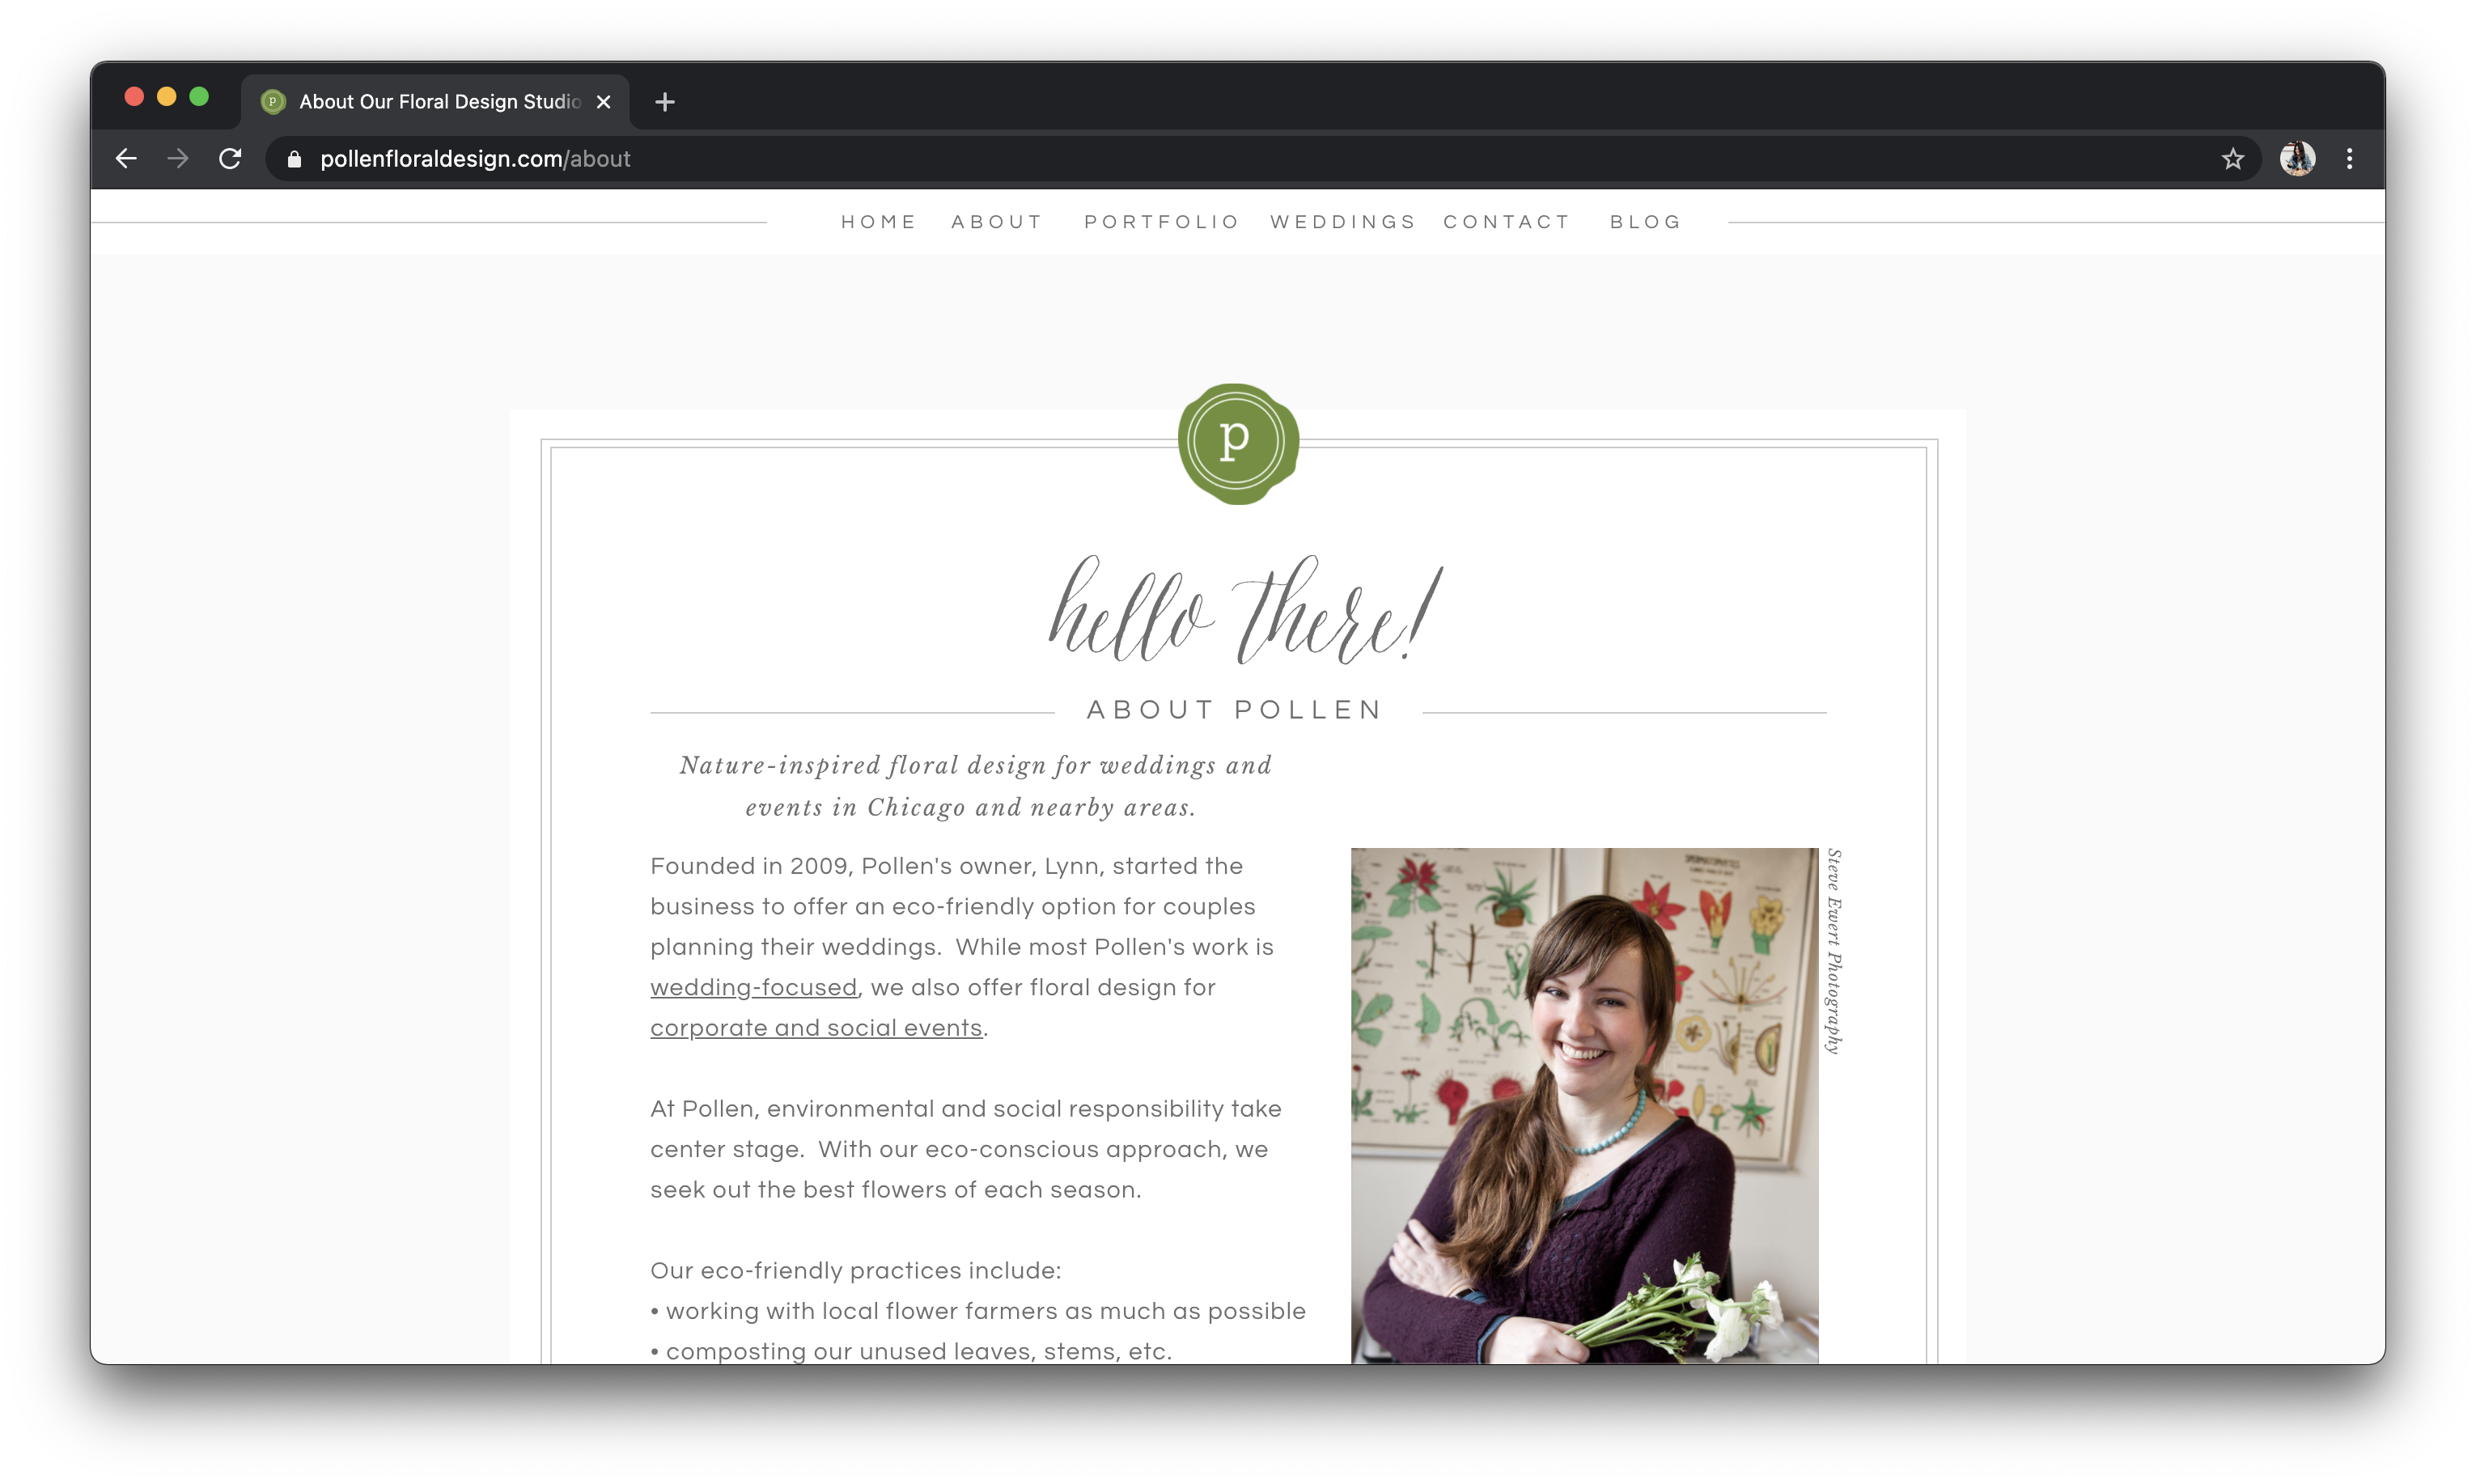 About Our Floral Design Studio
pollenfloraldesign.com/about
HOME ABOUT PORTFOLIO WEDDINGS CONTACT BLOG
p
hello there!
ABOUT POLLEN
Nature-inspired floral design for weddings and
events in Chicago and nearby areas.
Founded in 2009, Pollen's owner, Lynn, started the
business to offer an eco-friendly option for couples
planning their weddings.  While most Pollen's work is
wedding-focused, we also offer floral design for
corporate and social events.
At Pollen, environmental and social responsibility take
center stage.  With our eco-conscious approach, we
seek out the best flowers of each season.
Our eco-friendly practices include:
• working with local flower farmers as much as possible
• composting our unused leaves, stems, etc.
Steve Ewert Photography